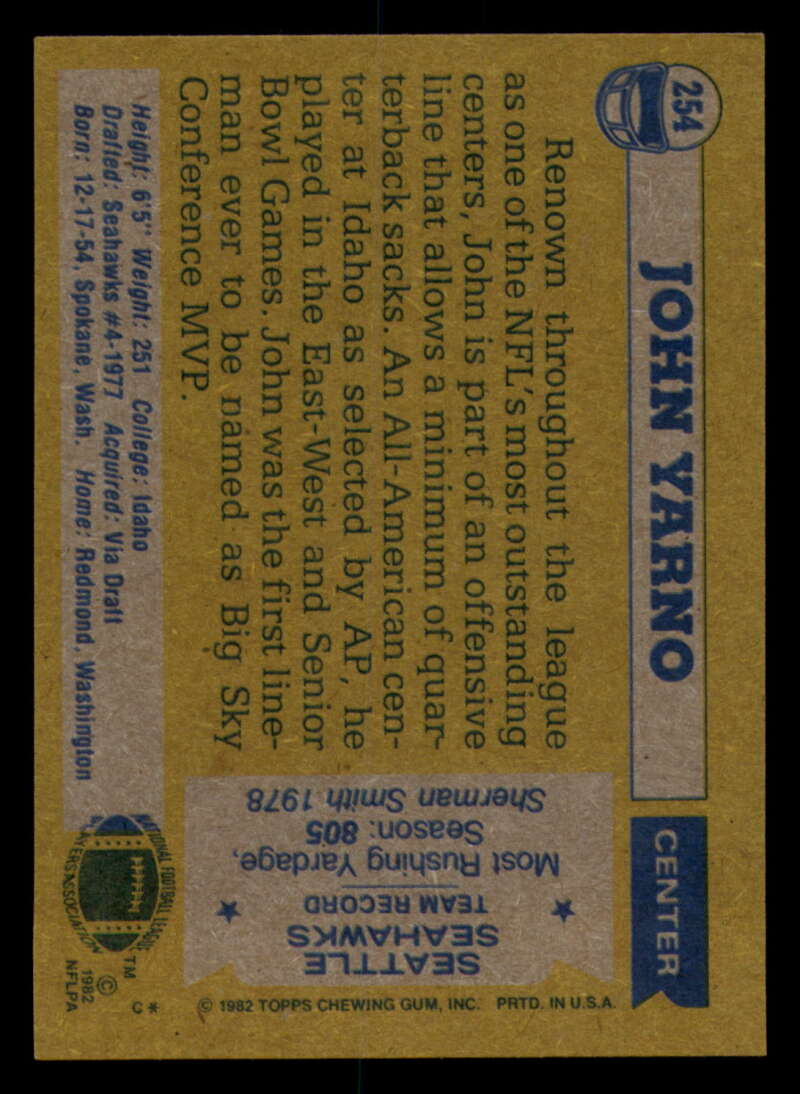 254
JOHN YARNO
CENTER
Renown throughout the league
as one of the NFL's most outstanding
centers, John is part of an offensive
line that allows a minimum of quar-
terback sacks. An All-American cen-
ter at Idaho as selected by AP, he
played in the East-West and Senior
Bowl Games. John was the first line-
man ever to be named as Big Sky
Conference MVP.
SEATTLE
SEAHAWKS
TEAM RECORD
Most Rushing Yardage,
Season: 805
Sherman Smith 1978
Height: 6'5" Weight: 251 College: Idaho
Drafted: Seahawks #4-1977 Acquired: Via Draft
Born: 12-17-54, Spokane, Wash. Home: Redmond, Washington
NATIONAL FOOTBALL LEAGUE
PLAYERS ASSOCIATION
TM
© 1982
NFLPA
C*
© 1982 TOPPS CHEWING GUM, INC. PRTD. IN U.S.A.